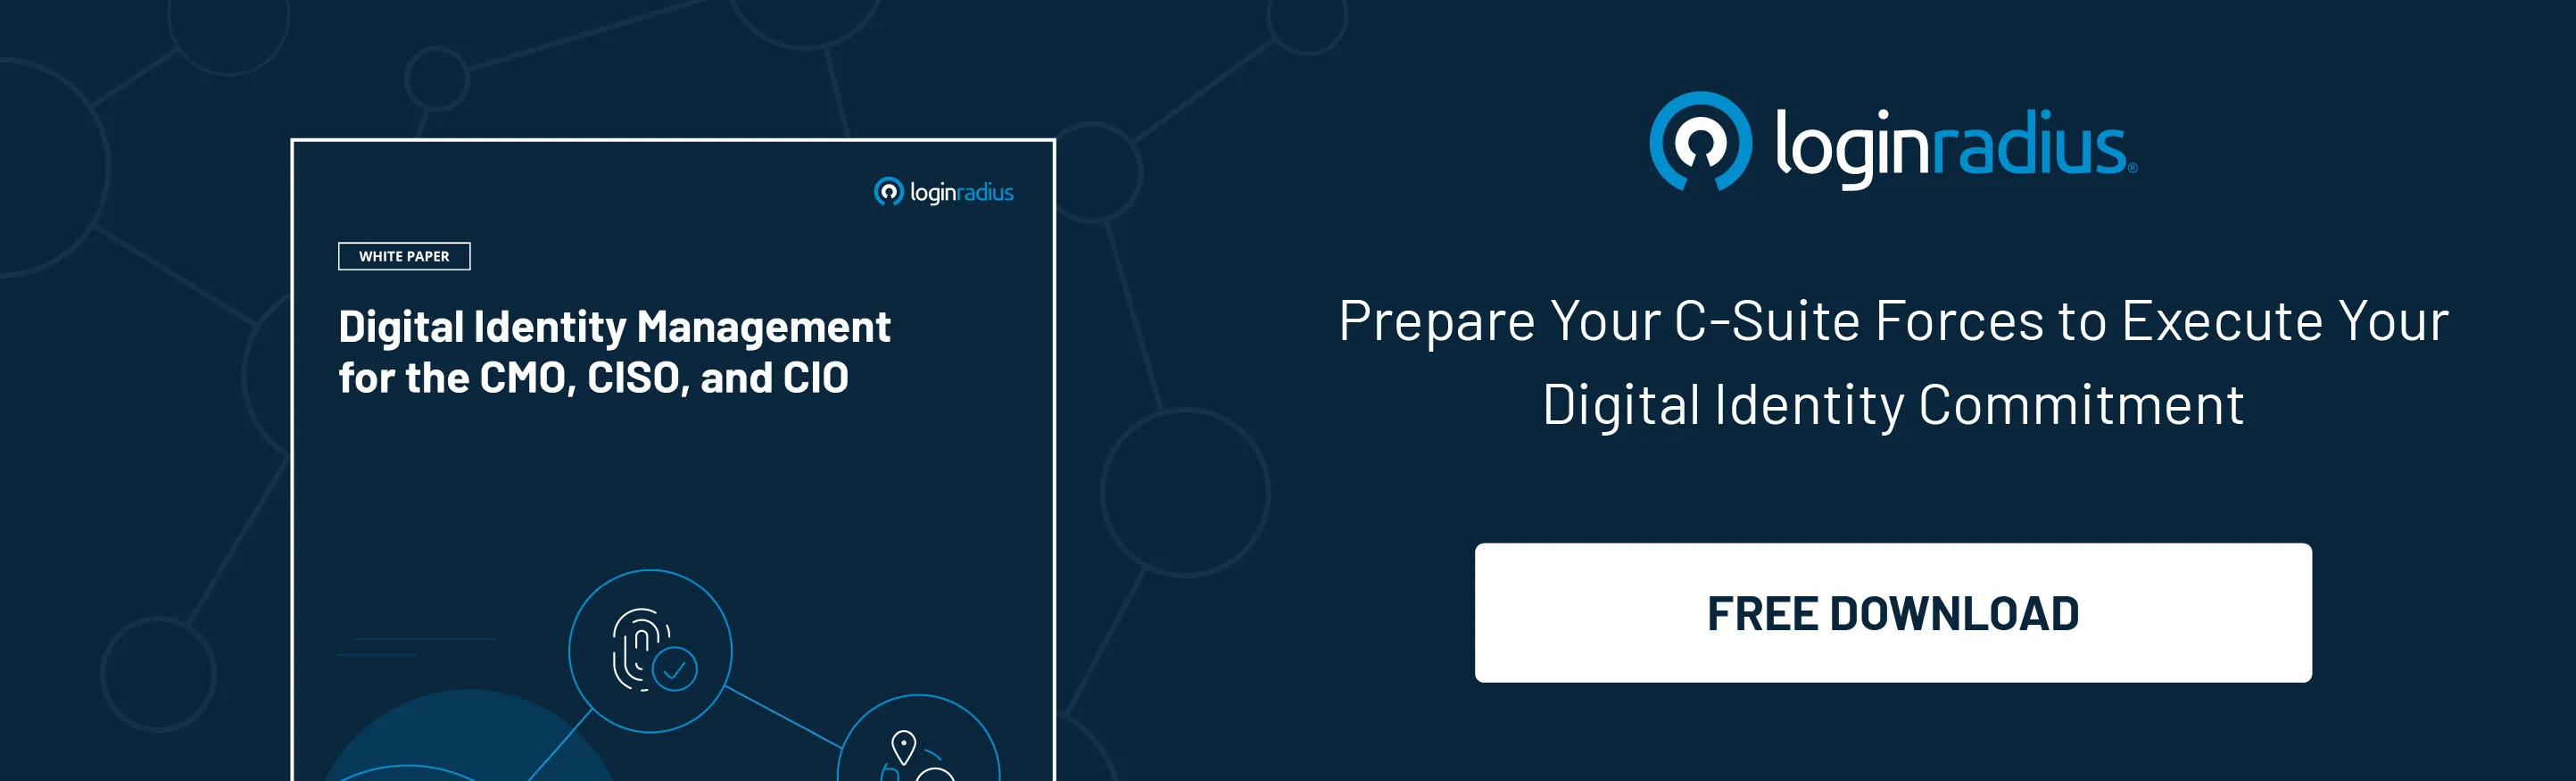 loginradius
WHITE PAPER
Digital Identity Management
for the CMO, CISO, and CIO
loginradius®
Prepare Your C-Suite Forces to Execute Your
Digital Identity Commitment
FREE DOWNLOAD